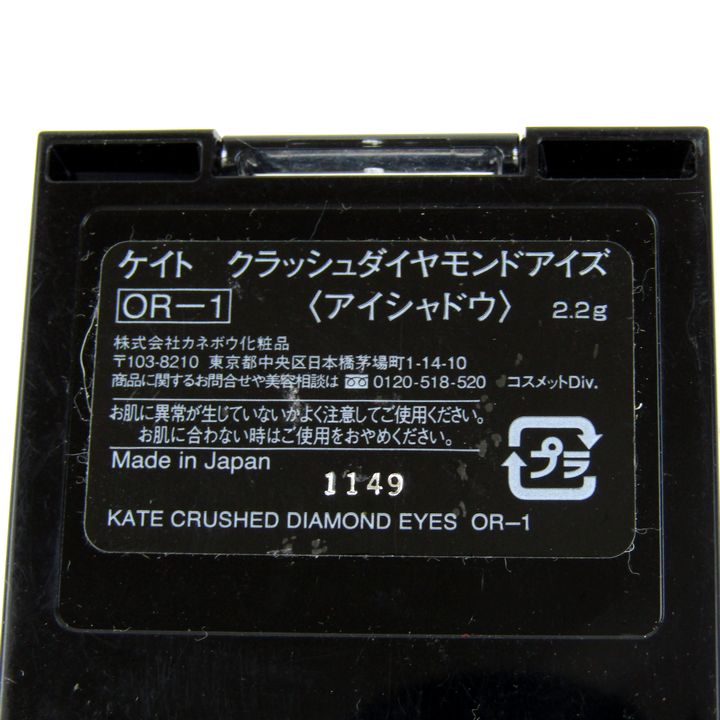 ケイト　クラッシュダイヤモンドアイズ
OR−1　〈アイシャドウ〉　2.2g
株式会社カネボウ化粧品
〒103-8210 東京都中央区日本橋茅場町1-14-10
商品に関するお問合せや美容相談は 0120-518-520　コスメットDiv.
お肌に異常が生じていないかよく注意してご使用ください。
お肌に合わない時はご使用をおやめください。
プラ
Made in Japan
1149
KATE CRUSHED DIAMOND EYES OR−1